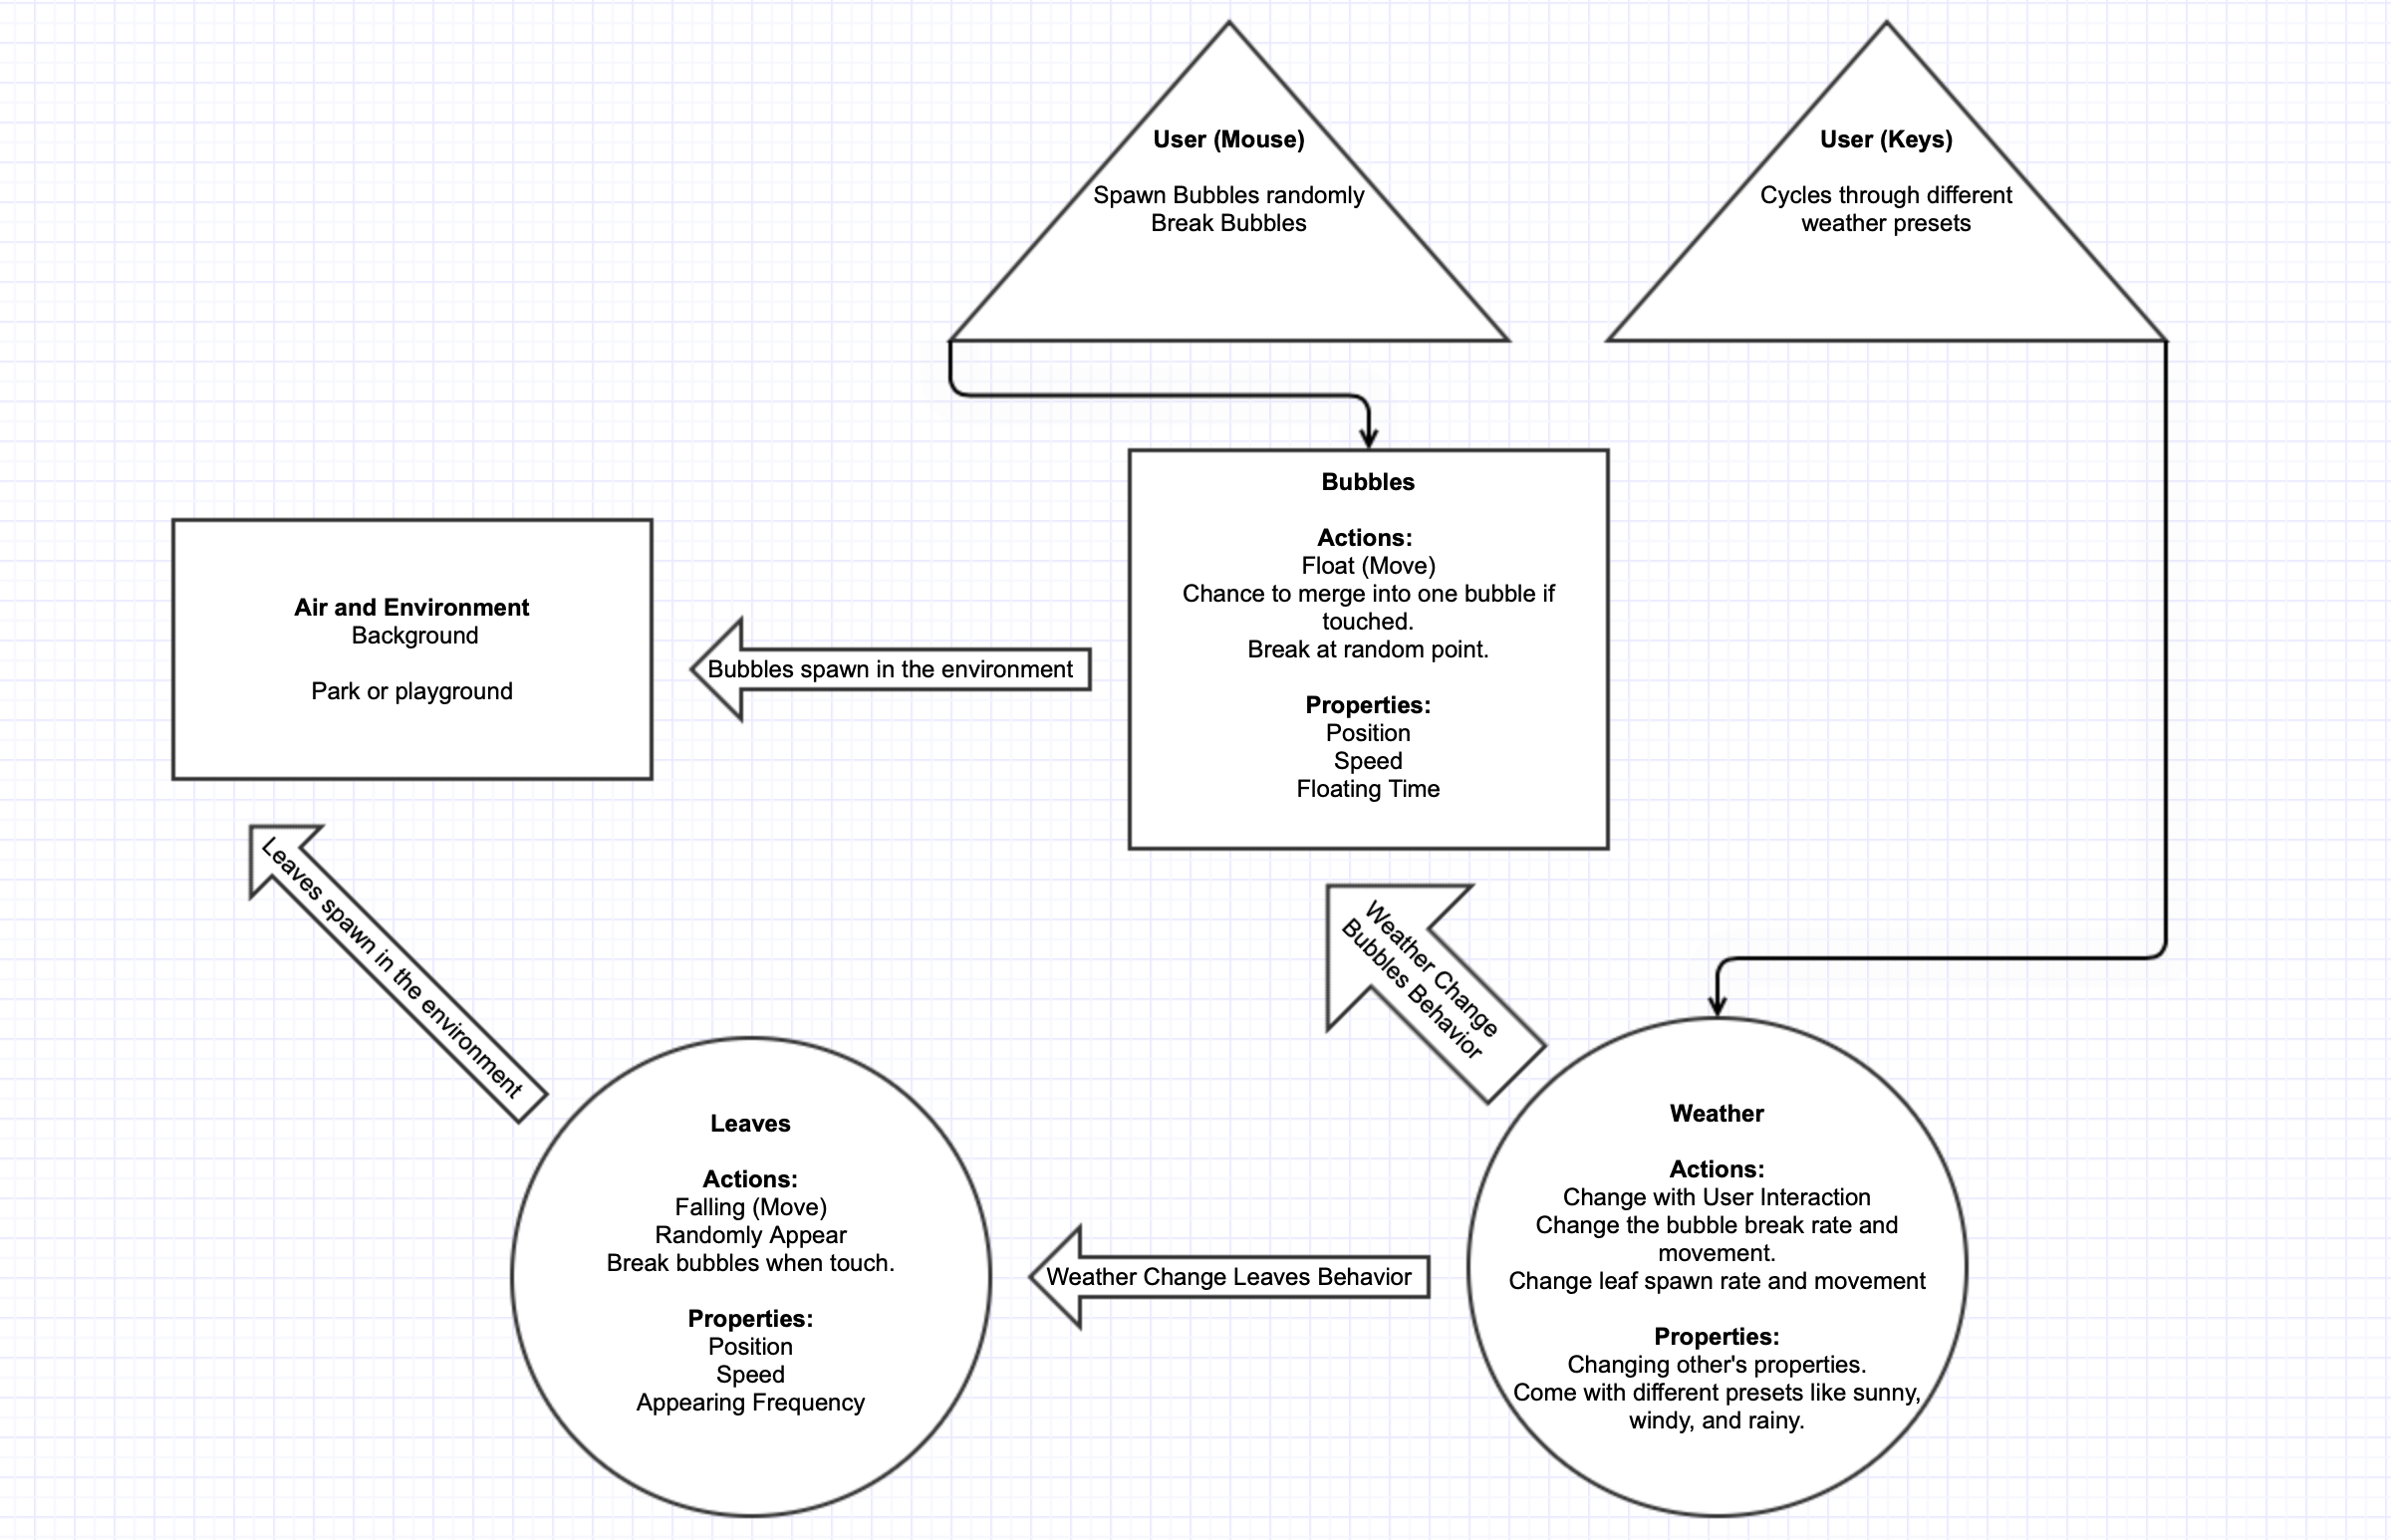 User (Mouse)
Spawn Bubbles randomly
Break Bubbles
User (Keys)
Cycles through different
weather presets
Bubbles
Actions:
Float (Move)
Chance to merge into one bubble if
touched.
Break at random point.
Properties:
Position
Speed
Floating Time
Air and Environment
Background
Park or playground
Bubbles spawn in the environment
Leaves spawn in the environment
Weather Change
Bubbles Behavior
Leaves
Actions:
Falling (Move)
Randomly Appear
Break bubbles when touch.
Properties:
Position
Speed
Appearing Frequency
Weather Change Leaves Behavior
Weather
Actions:
Change with User Interaction
Change the bubble break rate and
movement.
Change leaf spawn rate and movement
Properties:
Changing other's properties.
Come with different presets like sunny,
windy, and rainy.